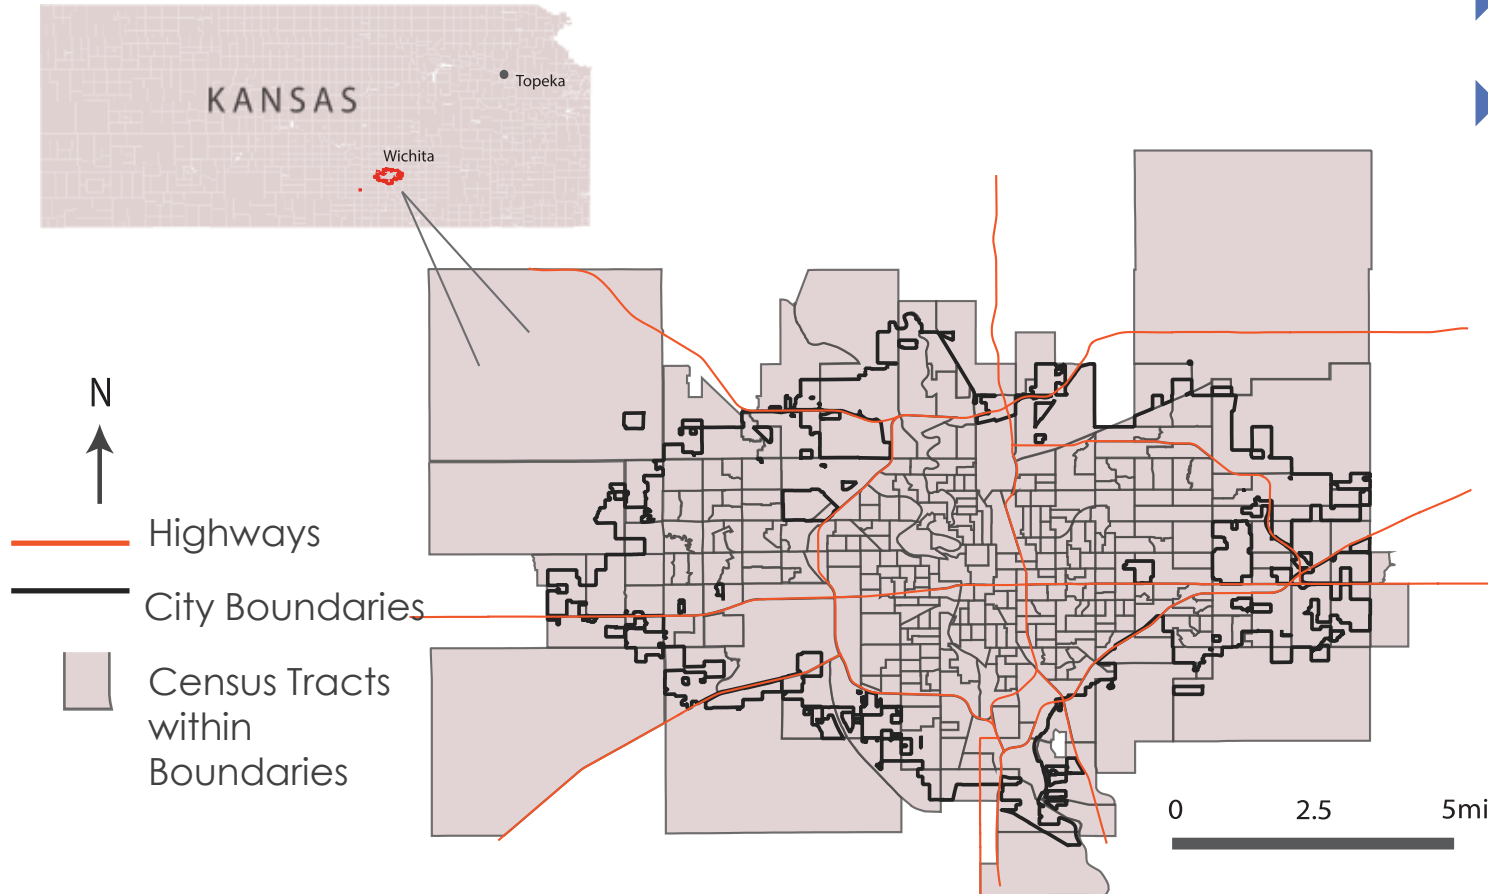 KANSAS
Topeka
Wichita
N
Highways
City Boundaries
Census Tracts
within
Boundaries
0 2.5 5mi